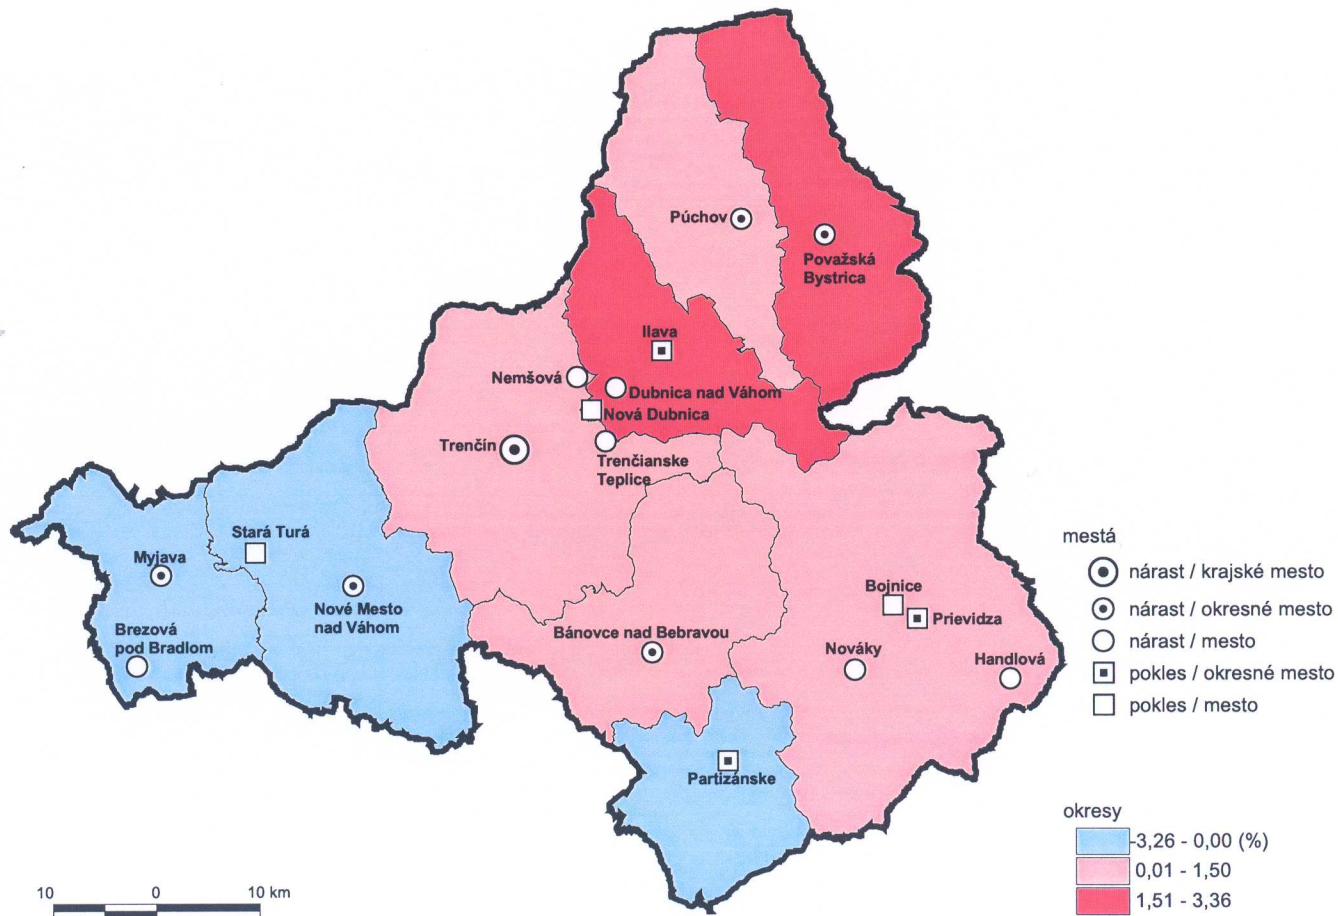 Púchov
Považská
Bystrica
Ilava
Nemšová
Dubnica nad Váhom
Nová Dubnica
Trenčín
Trenčianske
Teplice
Stará Turá
Myjava
Nové Mesto
nad Váhom
Brezová
pod Bradlom
Bánovce nad Bebravou
Bojnice
Prievidza
Nováky
Handlová
Partizánske
mestá
nárast / krajské mesto
nárast / okresné mesto
nárast / mesto
pokles / okresné mesto
pokles / mesto
okresy
-3,26 - 0,00 (%)
0,01 - 1,50
1,51 - 3,36
10 0 10 km